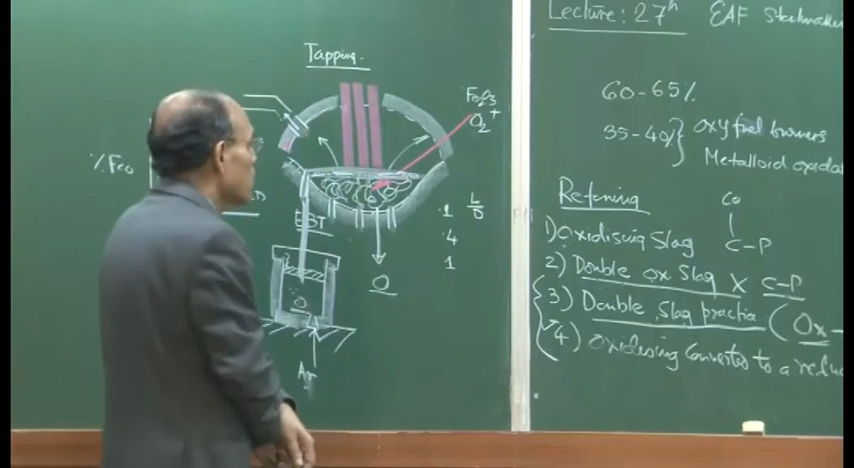 Tapping.
Fe2O3
+
O2
%FeO
EBT
L/D
.1
.4
1
O
O
Ar
Lecture: 27th EAF Steelmaki
60-65%
35-40%} oxy fuel burners
Metalloid oxida
Refining
Co
C-P
1) Oxidising Slag
2) Double ox Slag X C-P
3) Double Slag practice (Ox-
4) Oxidising Converted to a redu